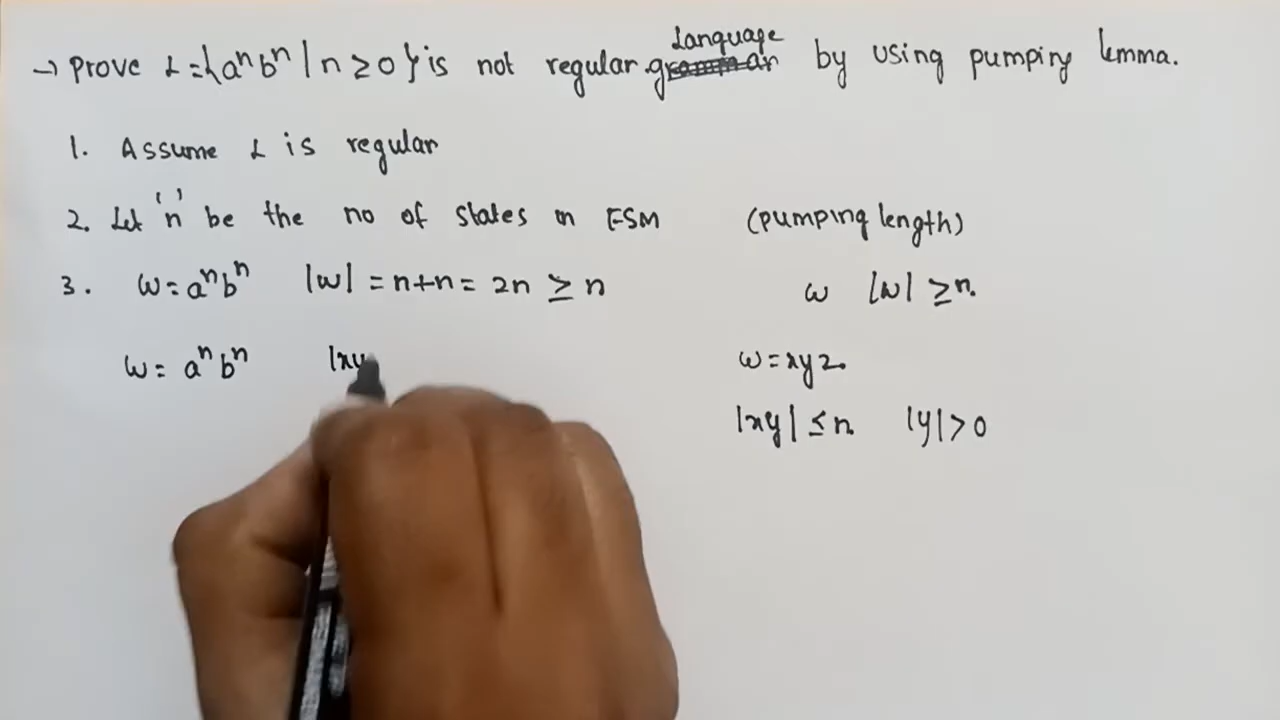 → Prove L = {aⁿbⁿ | n ≥ 0} is not regular Language by using pumping lemma.
1. Assume L is regular
2. Let 'n' be the no of states in FSM (pumping length)
3. w = aⁿbⁿ |w| = n+n = 2n ≥ n w |w| ≥ n.
w = aⁿbⁿ |xy w = xyz.
|xy| ≤ n. |y| > 0